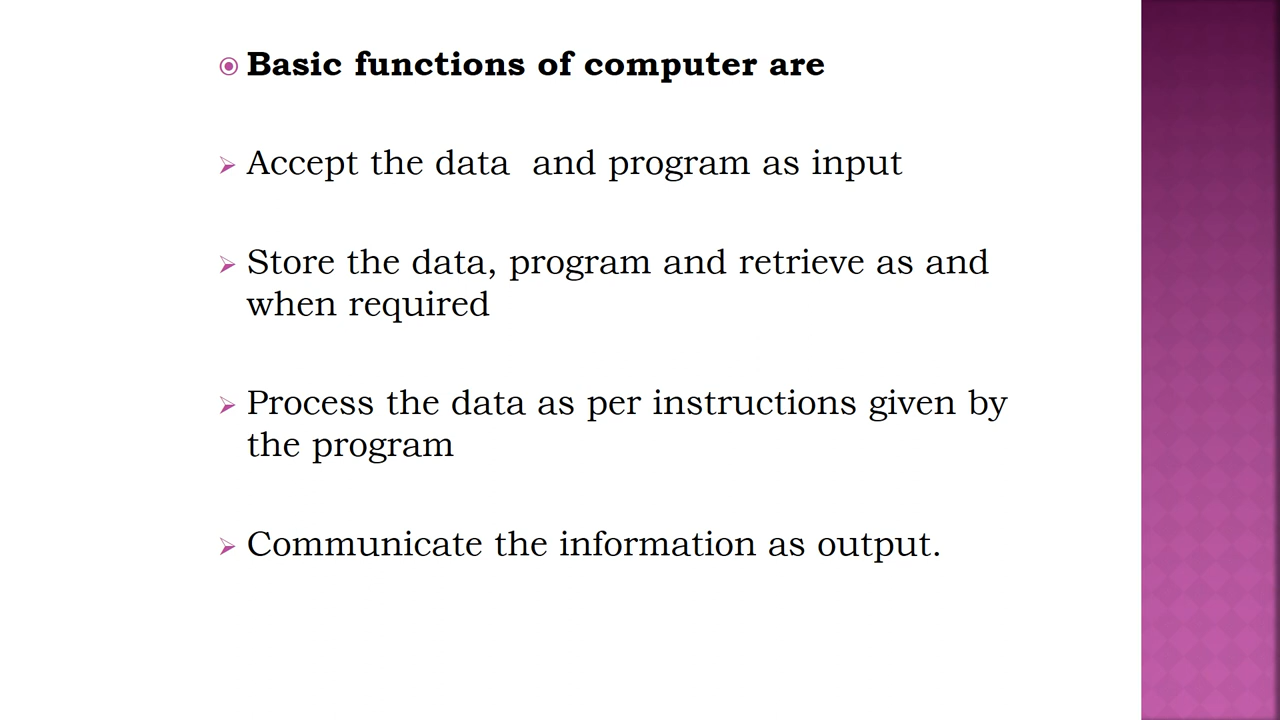 Basic functions of computer are
Accept the data  and program as input
Store the data, program and retrieve as and
when required
Process the data as per instructions given by
the program
Communicate the information as output.